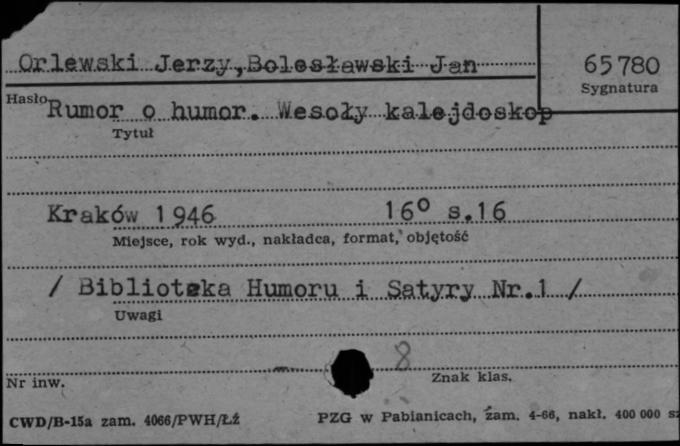 Orlewski Jerzy, Bolesławski Jan
65780
Sygnatura
Hasło
Rumor o humor. Wesoły kalejdoskop
Tytuł
Kraków 1946 16° s.16
Miejsce, rok wyd., nakładca, format, objętość
/ Biblioteka Humoru i Satyry Nr.1 /
Uwagi
8
Nr inw. Znak klas.
CWD/B-15a zam. 4066/PWH/Łź PZG w Pabianicach, zam. 4-66, nakł. 400 000 sz